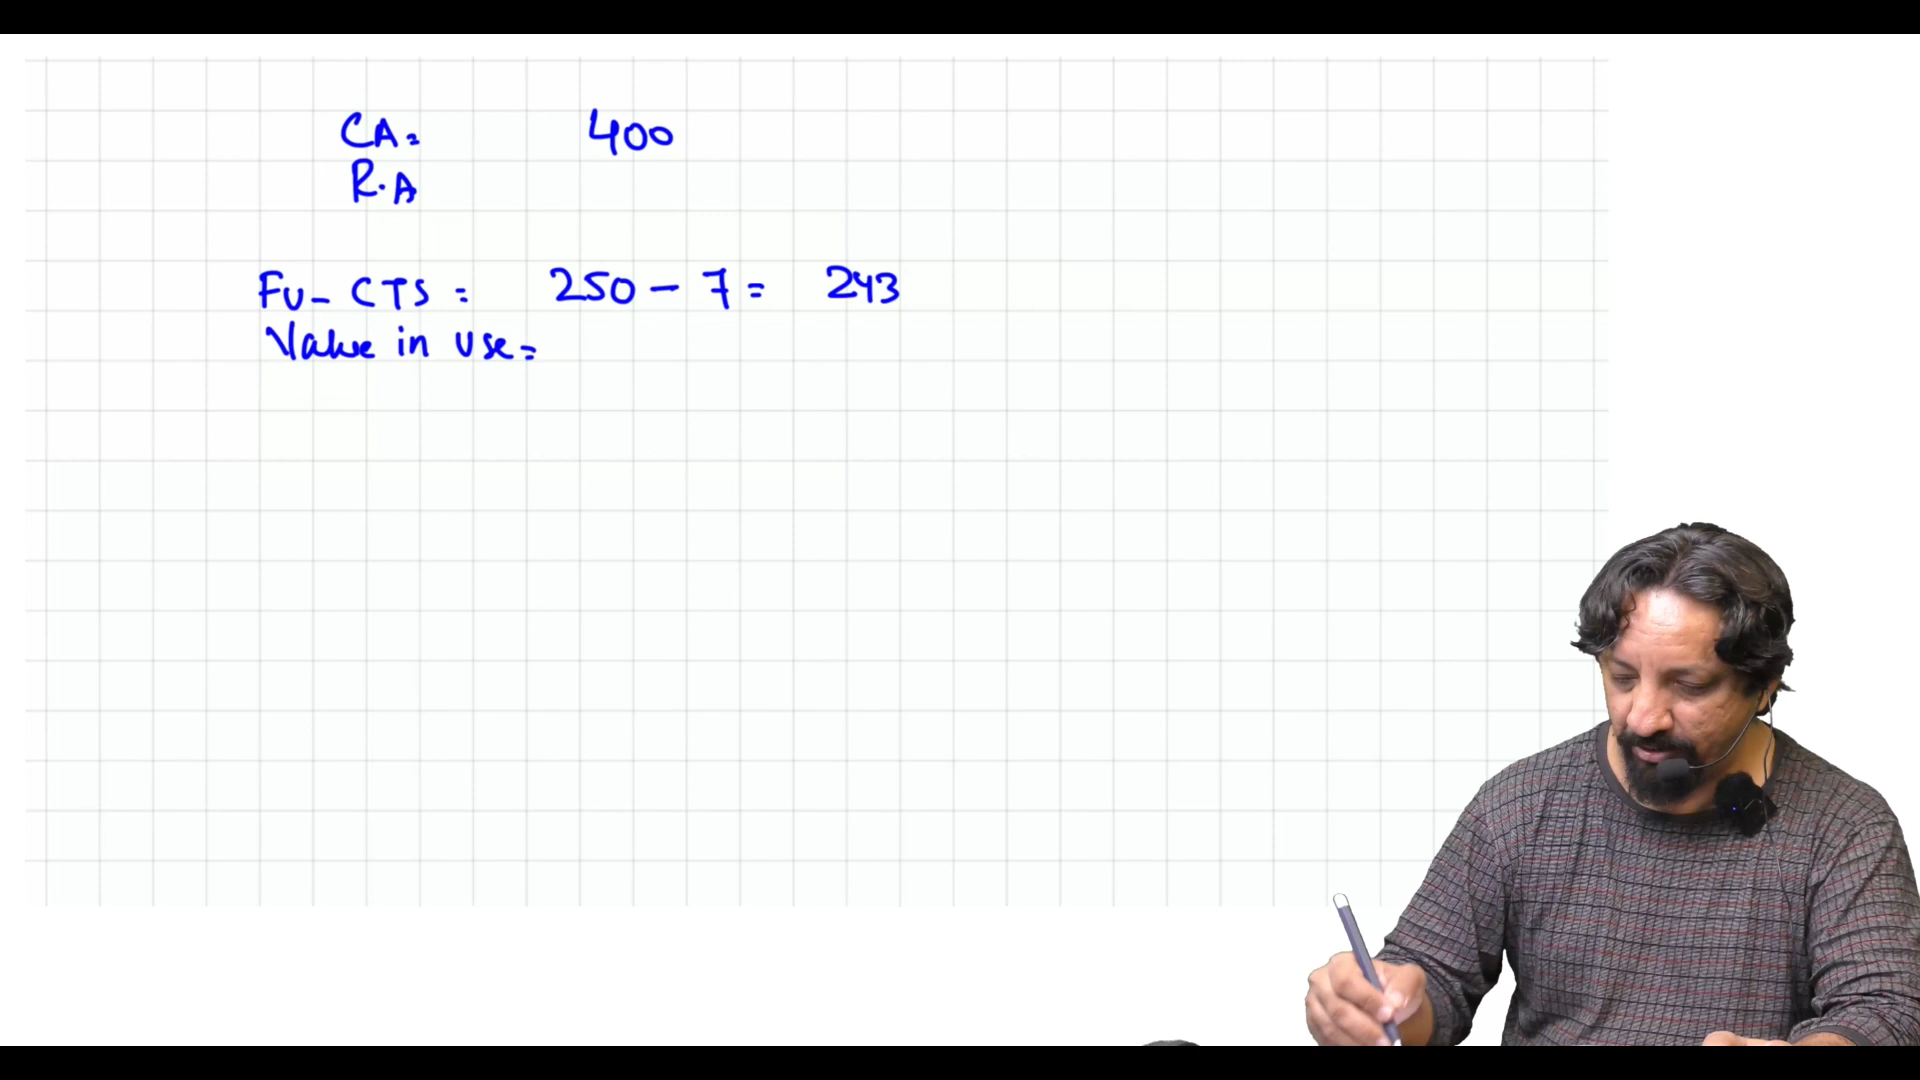 CA= 400
R.A
FV- CTS = 250 - 7 = 243
Value in use =